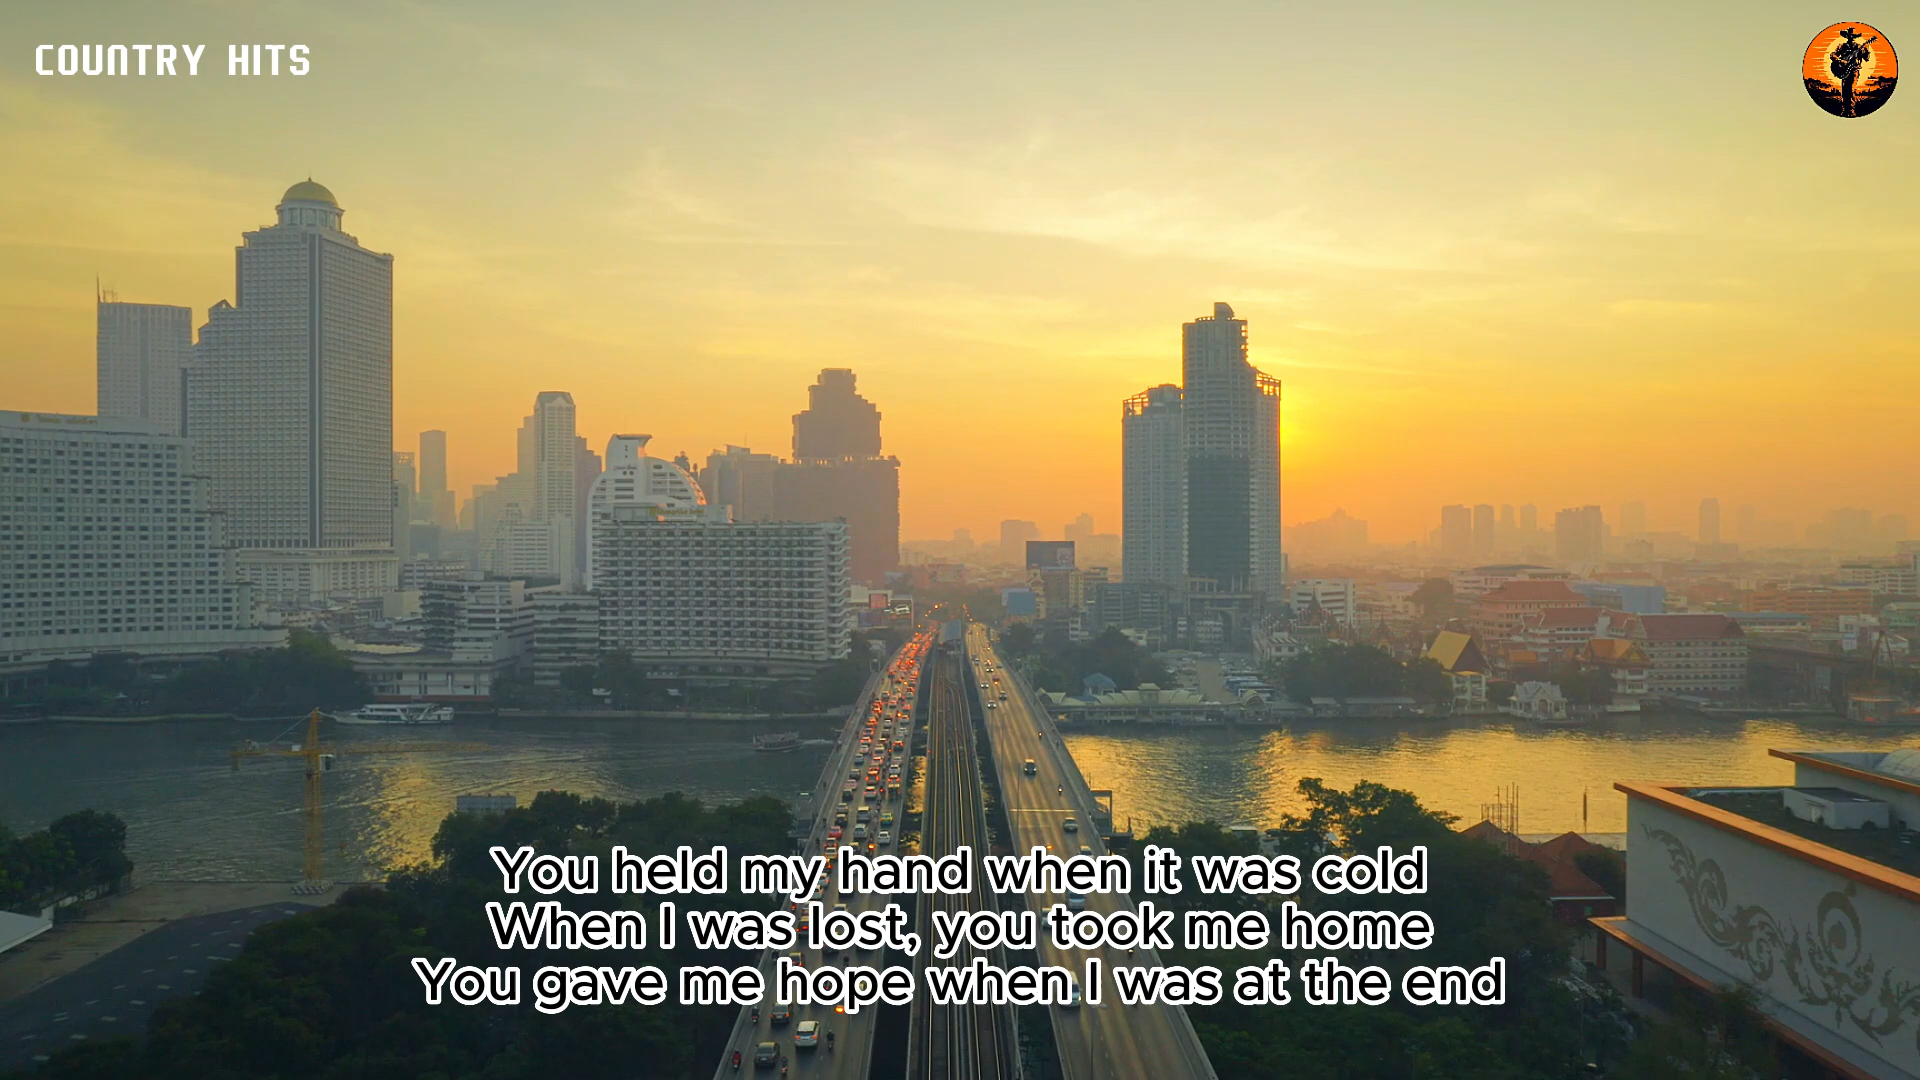 COUNTRY HITS
You held my hand when it was cold
When I was lost, you took me home
You gave me hope when I was at the end